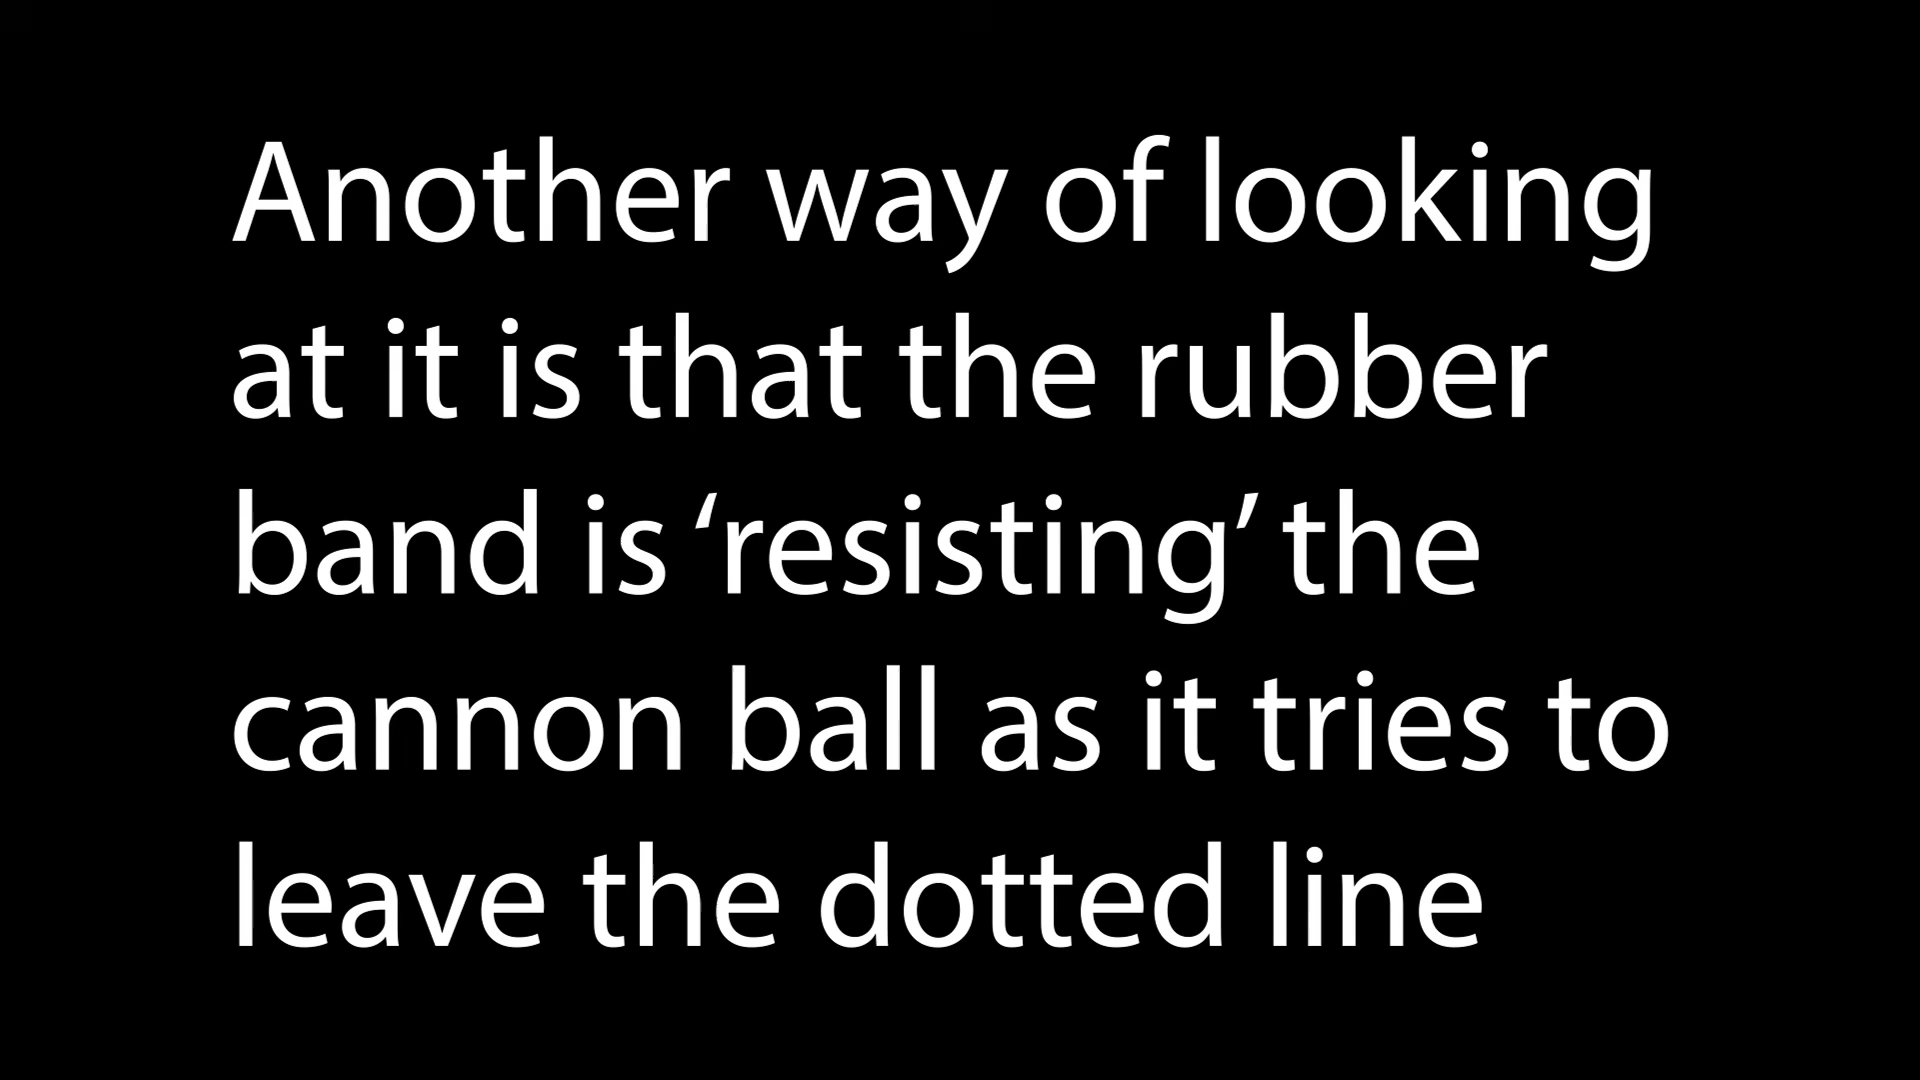 Another way of looking
at it is that the rubber
band is ‘resisting’ the
cannon ball as it tries to
leave the dotted line